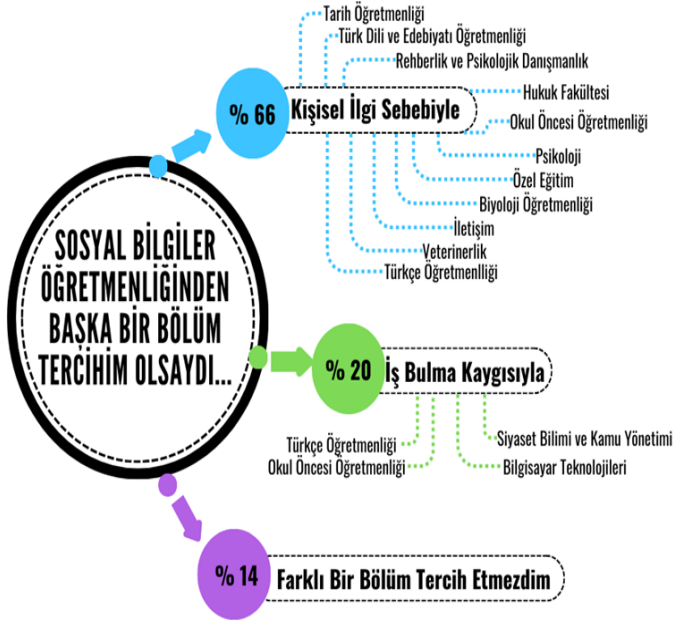 Tarih Öğretmenliği
Türk Dili ve Edebiyatı Öğretmenliği
Rehberlik ve Psikolojik Danışmanlık
% 66
Kişisel İlgi Sebebiyle
Hukuk Fakültesi
Okul Öncesi Öğretmenliği
Psikoloji
Özel Eğitim
Biyoloji Öğretmenliği
İletişim
Veterinerlik
Türkçe Öğretmenlliği
SOSYAL BİLGİLER
ÖĞRETMENLİĞİNDEN
BAŞKA BİR BÖLÜM
TERCİHİM OLSAYDI...
% 20
İş Bulma Kaygısıyla
Türkçe Öğretmenliği
Okul Öncesi Öğretmenliği
Siyaset Bilimi ve Kamu Yönetimi
Bilgisayar Teknolojileri
% 14
Farklı Bir Bölüm Tercih Etmezdim